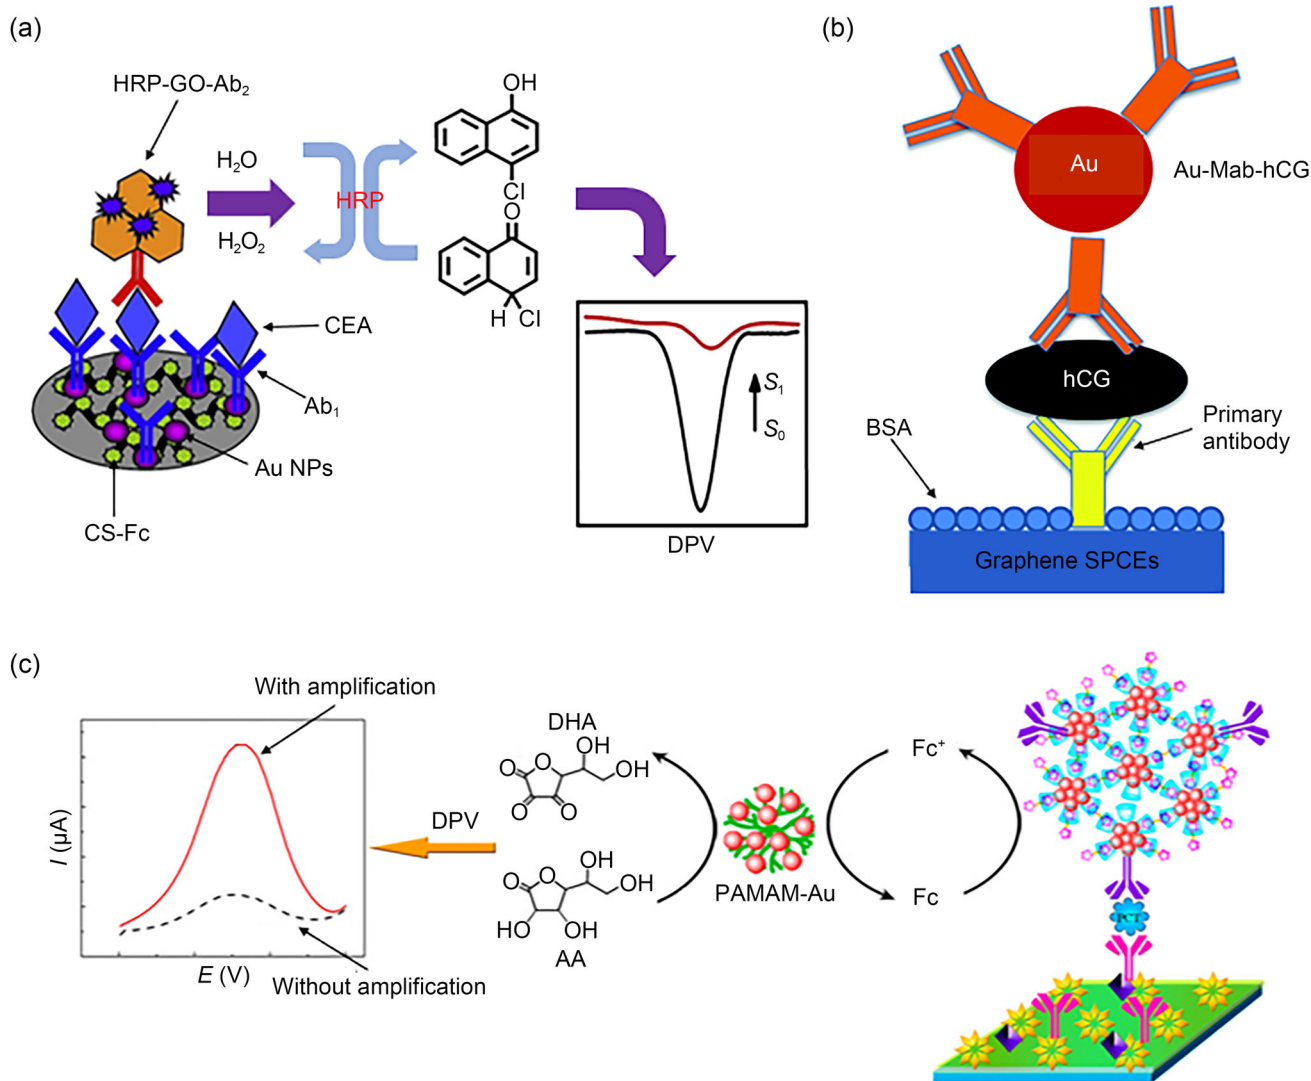 (a)
HRP-GO-Ab2
H2O
H2O2
HRP
OH
Cl
O
H Cl
CEA
Ab1
Au NPs
CS-Fc
S1
S0
DPV
(b)
Au
Au-Mab-hCG
hCG
Primary
antibody
BSA
Graphene SPCEs
(c)
With amplification
I (μA)
E (V)
Without amplification
DPV
DHA
OH
O
O
OH
O O
OH
O
O
OH
HO OH
AA
PAMAM-Au
Fc+
Fc
PCT